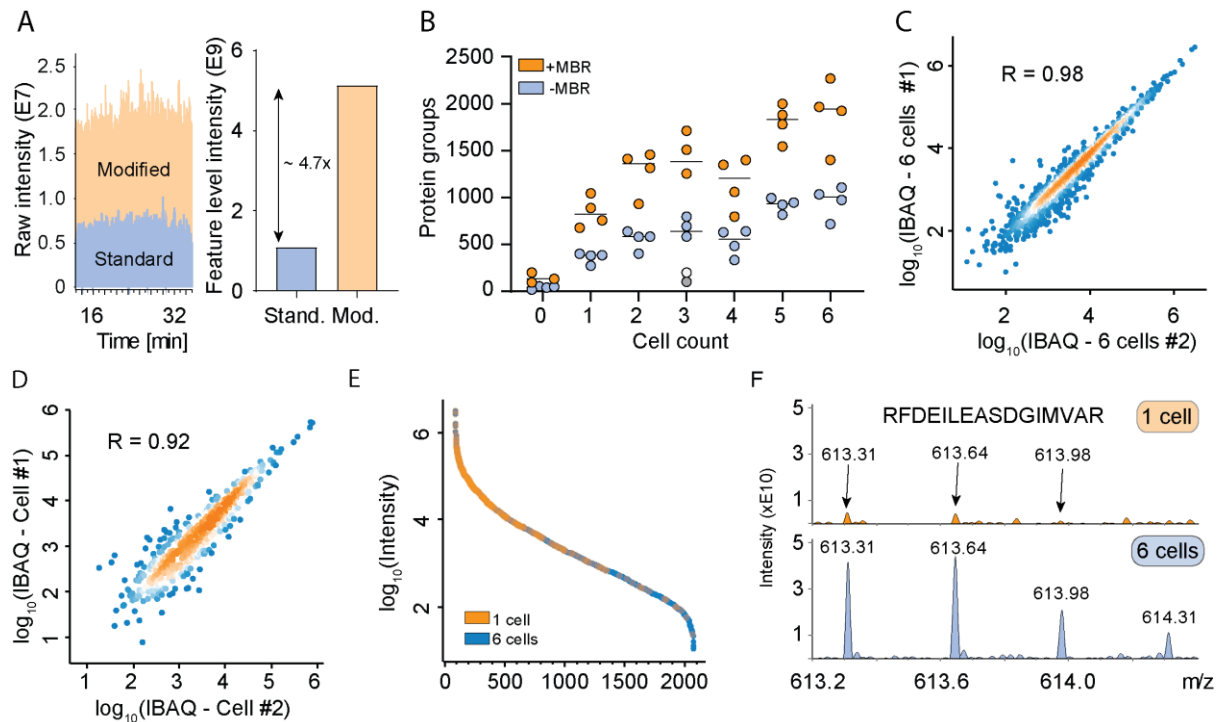 A
Raw intensity (E7)
2.5
2.0
1.5
1.0
0.5
0
Modified
Standard
16 32
Time [min]
Feature level intensity (E9)
6
4
2
0
~ 4.7x
Stand. Mod.
B
Protein groups
2500
2000
1500
1000
500
0
+MBR
-MBR
0 1 2 3 4 5 6
Cell count
C
log10(IBAQ - 6 cells #1)
6
4
2
R = 0.98
2 4 6
log10(IBAQ - 6 cells #2)
D
log10(IBAQ - Cell #1)
6
5
4
3
2
1
R = 0.92
1 2 3 4 5 6
log10(IBAQ - Cell #2)
E
log10(Intensity)
6
4
2
1 cell
6 cells
0 500 1000 1500 2000
F
Intensity (xE10)
RFDEILEASDGIMVAR
1 cell
5
3
1
613.31
613.64
613.98
6 cells
5
3
1
613.31
613.64
613.98
614.31
613.2 613.6 614.0 m/z